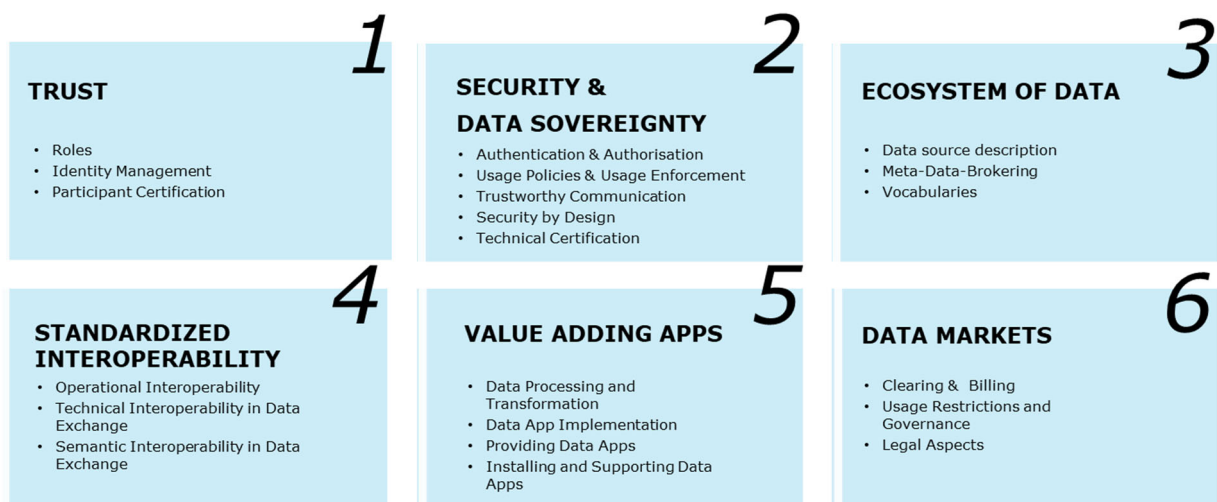 1
TRUST
• Roles
• Identity Management
• Participant Certification
2
SECURITY &
DATA SOVEREIGNTY
• Authentication & Authorisation
• Usage Policies & Usage Enforcement
• Trustworthy Communication
• Security by Design
• Technical Certification
3
ECOSYSTEM OF DATA
• Data source description
• Meta-Data-Brokering
• Vocabularies
4
STANDARDIZED
INTEROPERABILITY
• Operational Interoperability
• Technical Interoperability in Data
Exchange
• Semantic Interoperability in Data
Exchange
5
VALUE ADDING APPS
• Data Processing and
Transformation
• Data App Implementation
• Providing Data Apps
• Installing and Supporting Data
Apps
6
DATA MARKETS
• Clearing & Billing
• Usage Restrictions and
Governance
• Legal Aspects